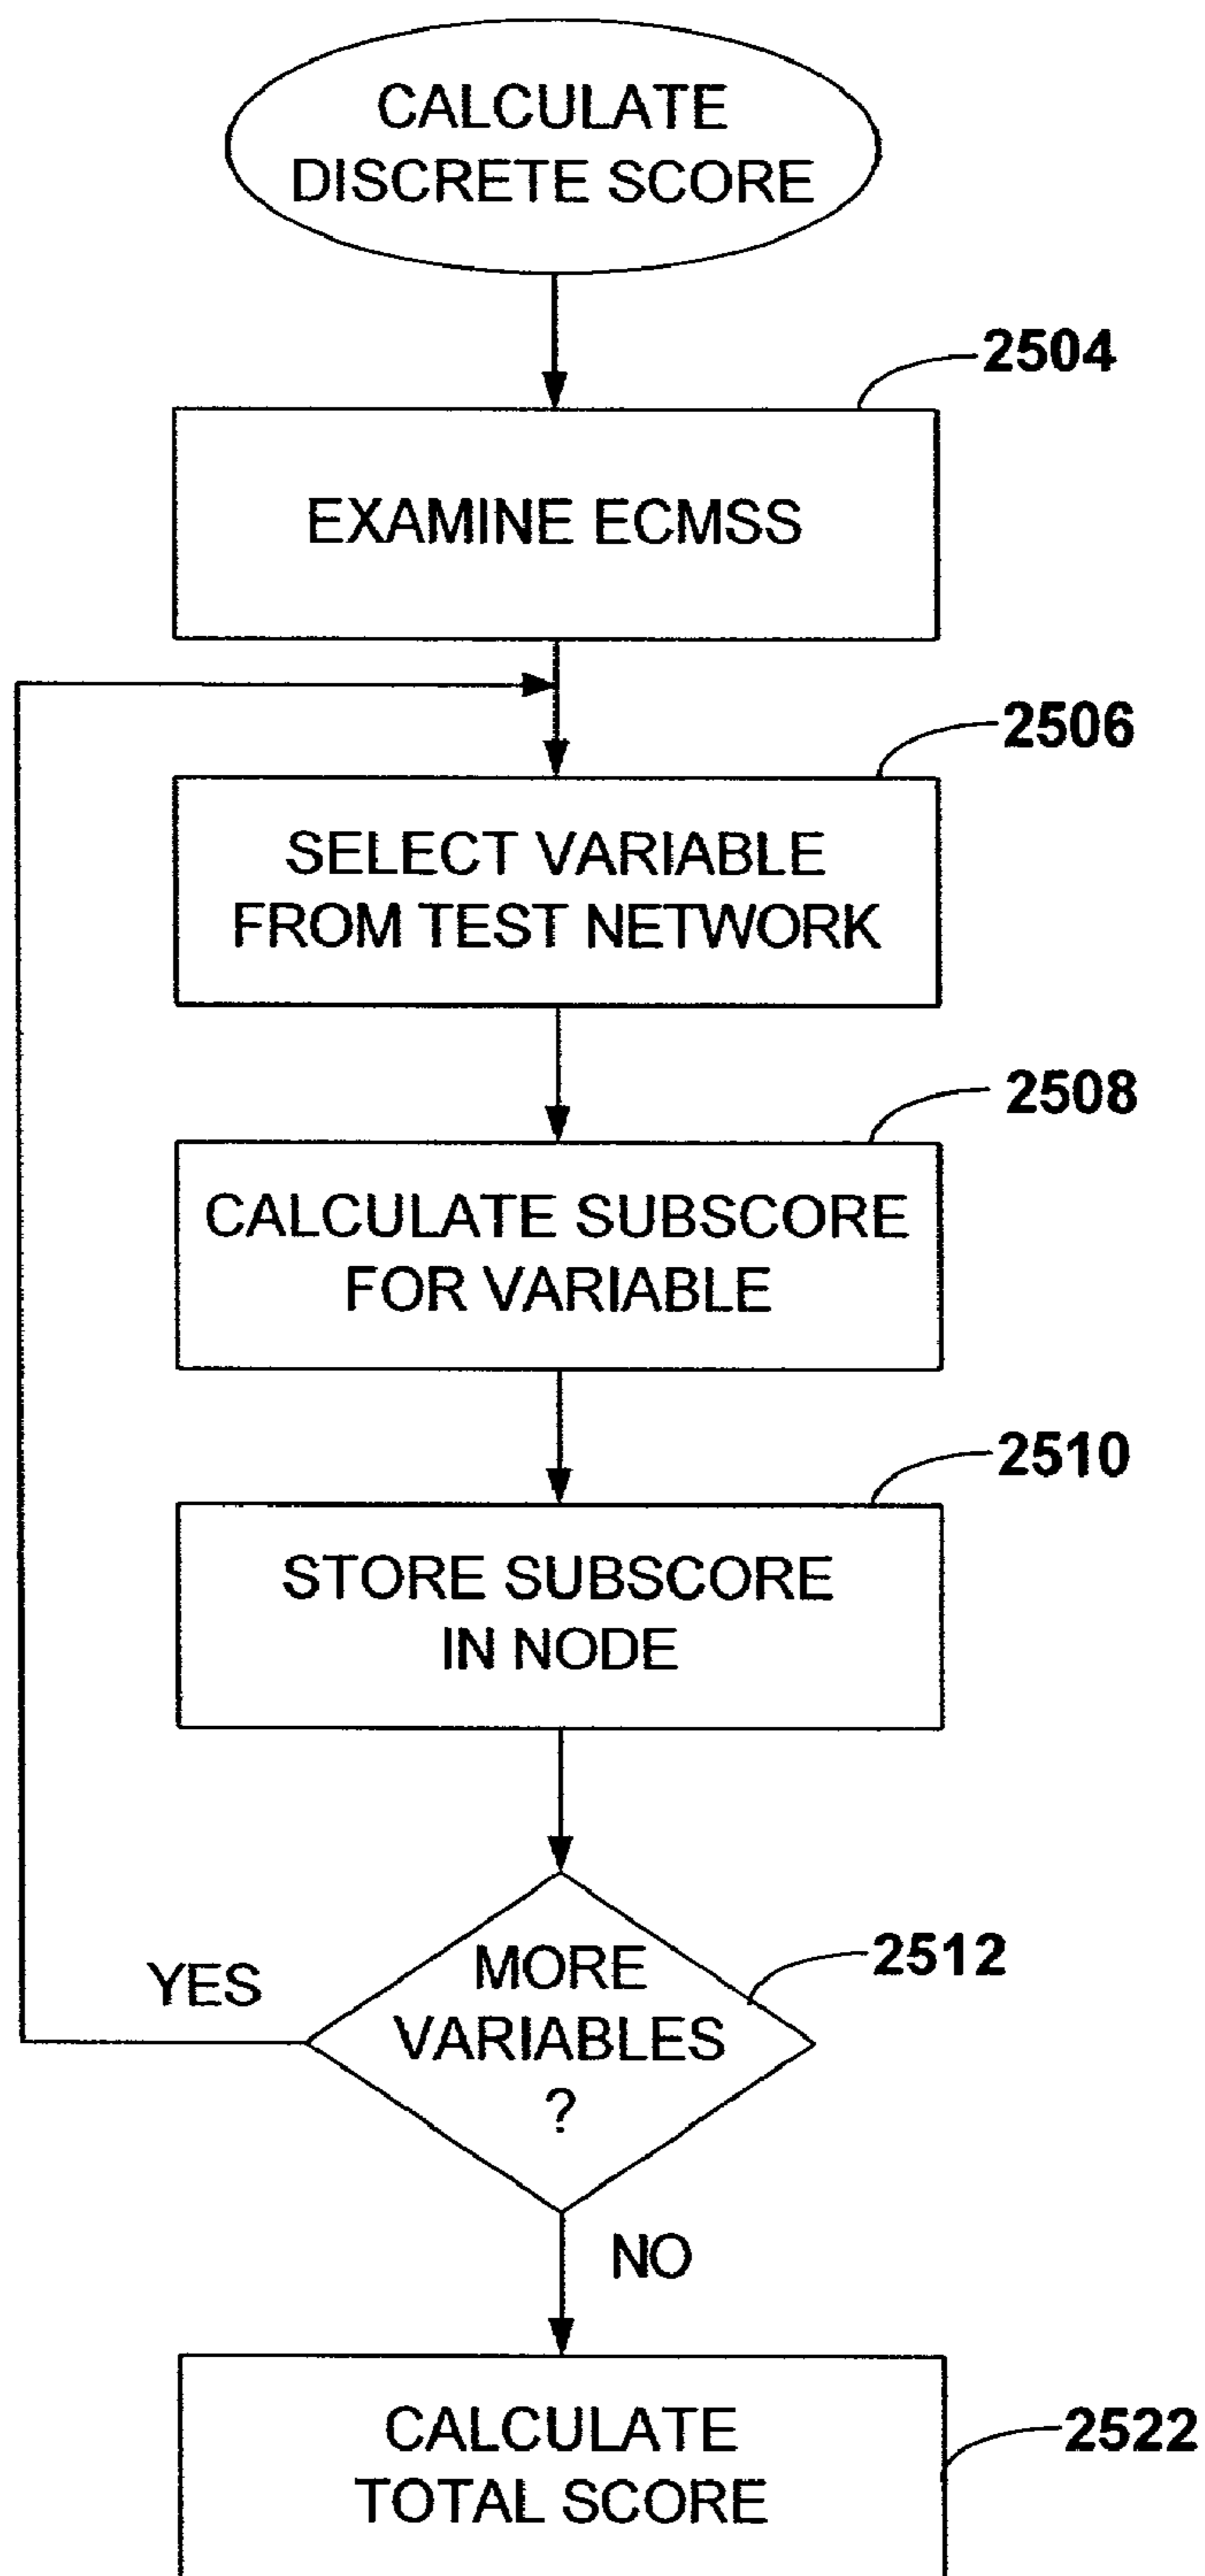 CALCULATE
DISCRETE SCORE
2504
EXAMINE ECMSS
2506
SELECT VARIABLE
FROM TEST NETWORK
2508
CALCULATE SUBSCORE
FOR VARIABLE
2510
STORE SUBSCORE
IN NODE
2512
MORE
VARIABLES
?
YES
NO
2522
CALCULATE
TOTAL SCORE